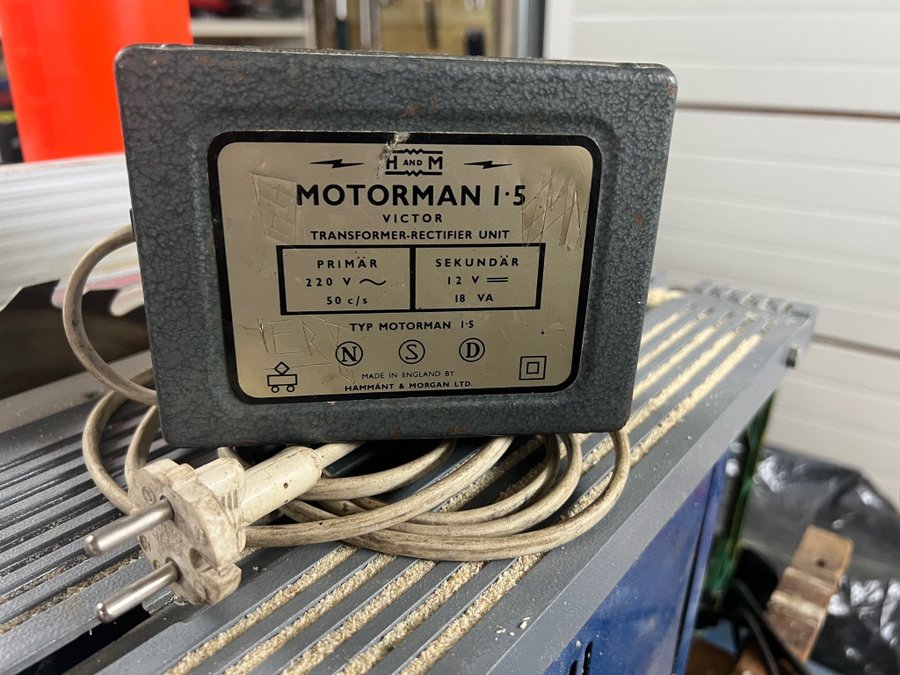 H AND M
MOTORMAN 1·5
VICTOR
TRANSFORMER-RECTIFIER UNIT
PRIMÄR
220 V ~
50 c/s
SEKUNDÄR
12 V ⎓
18 VA
TYP MOTORMAN 1·5
N S D
MADE IN ENGLAND BY
HAMMANT & MORGAN LTD.